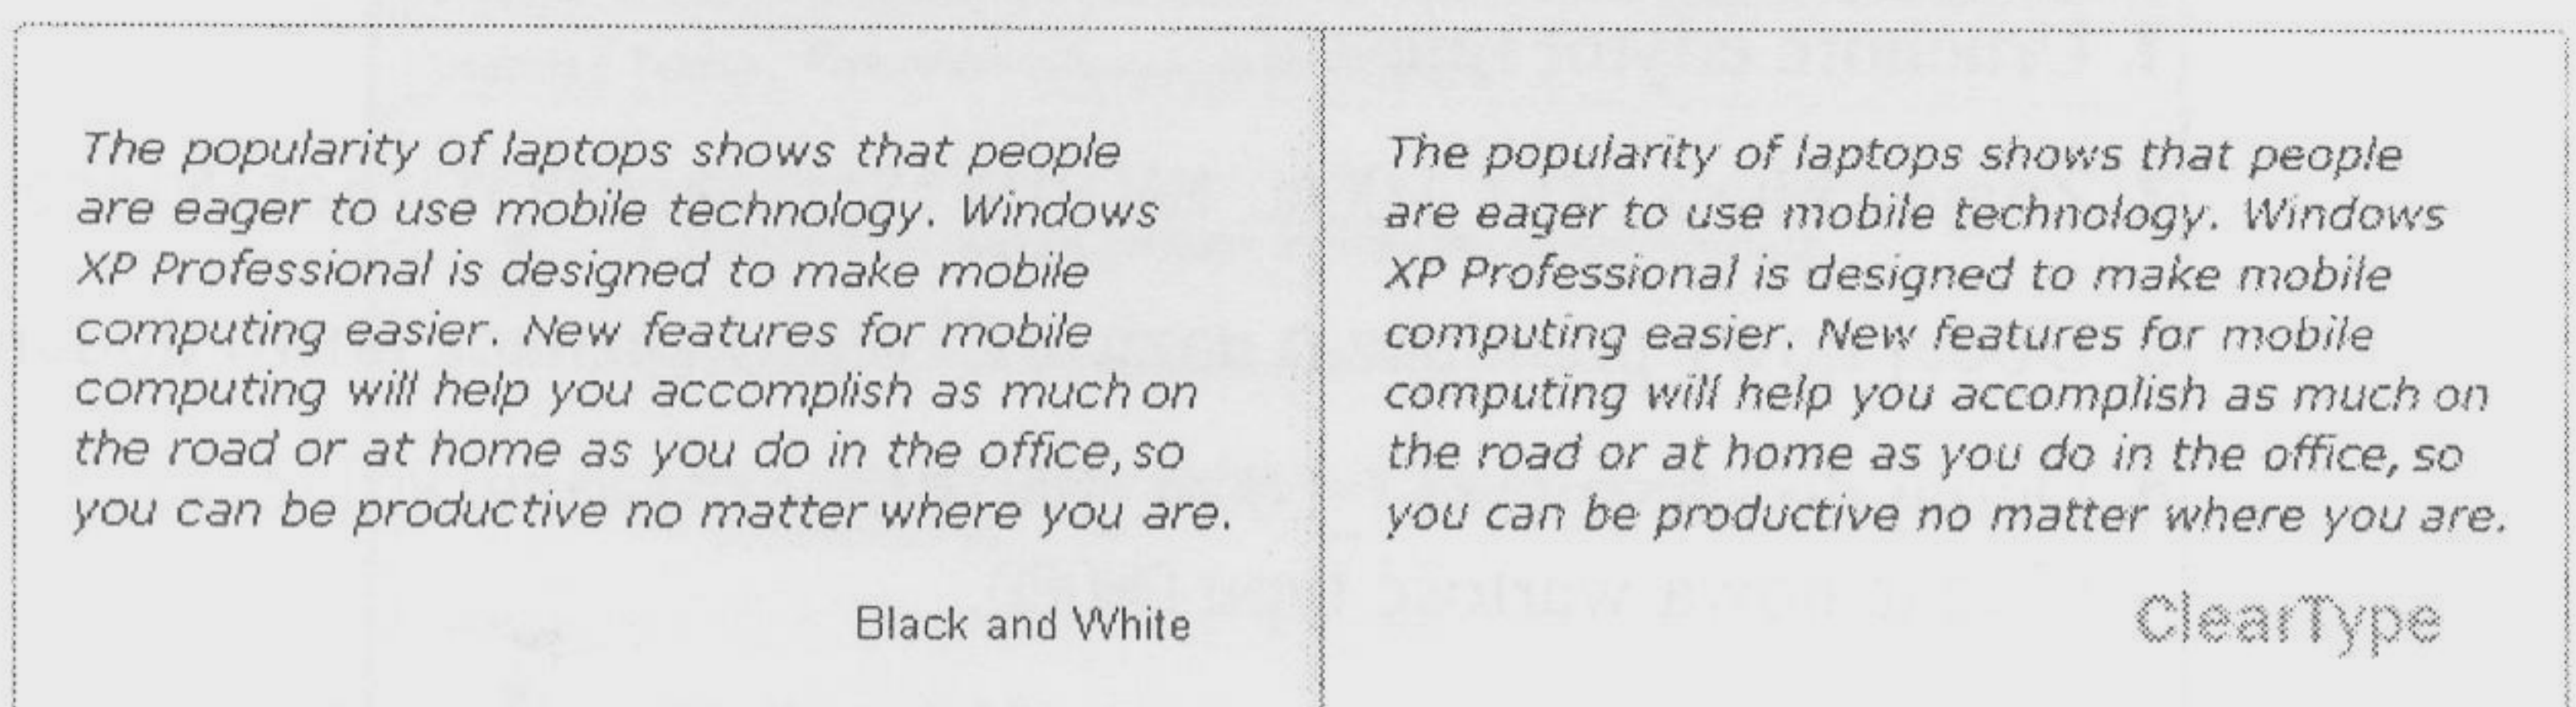 The popularity of laptops shows that people
are eager to use mobile technology. Windows
XP Professional is designed to make mobile
computing easier. New features for mobile
computing will help you accomplish as much on
the road or at home as you do in the office, so
you can be productive no matter where you are.
Black and White
The popularity of laptops shows that people
are eager to use mobile technology. Windows
XP Professional is designed to make mobile
computing easier. New features for mobile
computing will help you accomplish as much on
the road or at home as you do in the office, so
you can be productive no matter where you are.
ClearType